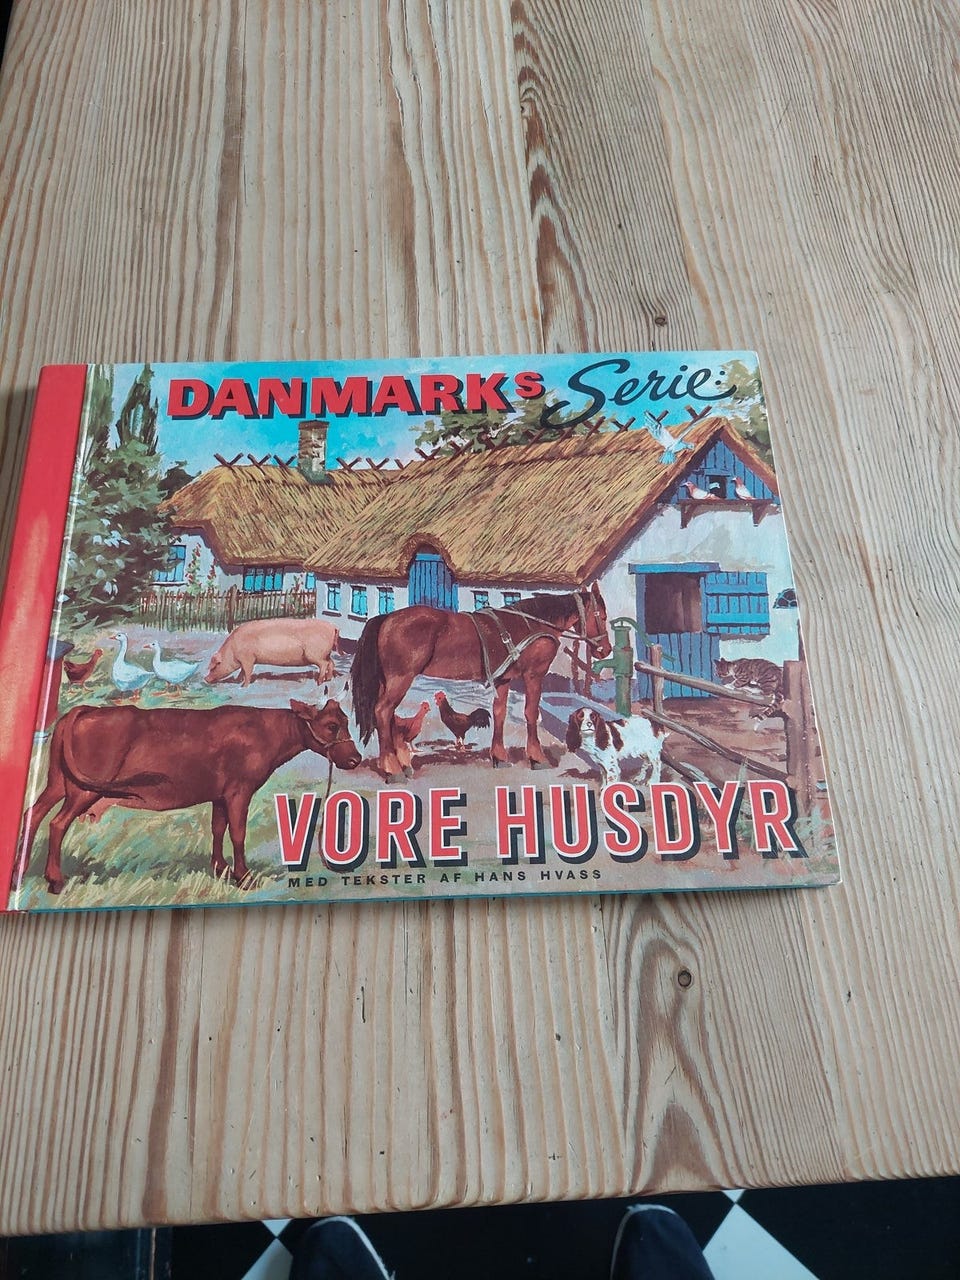 DANMARKs Serie:
VORE HUSDYR
MED TEKSTER AF HANS HVASS